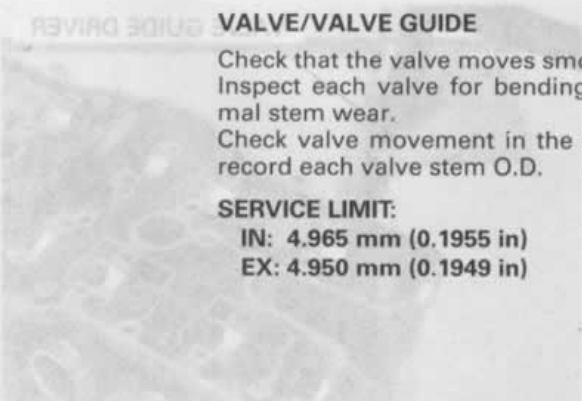 VALVE/VALVE GUIDE
Check that the valve moves
Inspect each valve for bending
mal stem wear.
Check valve movement in the
record each valve stem O.D.
SERVICE LIMIT:
IN: 4.965 mm (0.1955 in)
EX: 4.950 mm (0.1949 in)